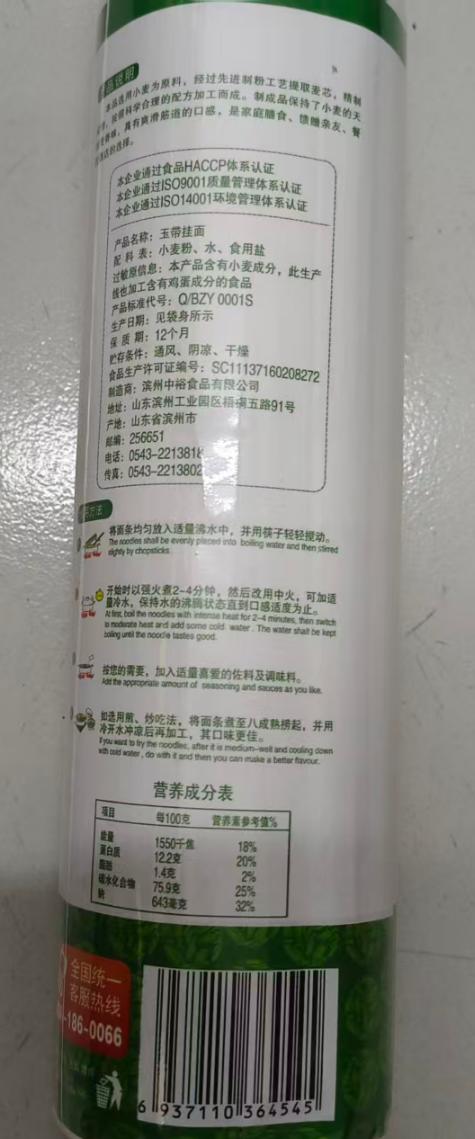 品说明
本品选用小麦为原料，经过先进制粉工艺提取麦芯，精制
，按照科学合理的配方加工而成。制成品保持了小麦的天
香味，具有爽滑筋道的口感，是家庭膳食、馈赠亲友、餐
的选择。
本企业通过食品HACCP体系认证
本企业通过ISO9001质量管理体系认证
本企业通过ISO14001环境管理体系认证
产品名称：玉带挂面
配 料 表：小麦粉、水、食用盐
过敏原信息：本产品含有小麦成分，此生产
线也加工含有鸡蛋成分的食品
产品标准代号：Q/BZY 0001S
生产日期：见袋身所示
保 质 期：12个月
贮存条件：通风、阴凉、干燥
食品生产许可证编号：SC11137160208272
制造商：滨州中裕食品有限公司
地址：山东滨州工业园区梧桐五路91号
产地：山东省滨州市
邮编：256651
电话：0543-2213818
传真：0543-2213802
方法
将面条均匀放入适量沸水中，并用筷子轻轻搅动。
The noodles shall be evenly placed into boiling water and then stirred
slightly by chopsticks
开始时以强火煮2-4分钟，然后改用中火，可加适
量冷水，保持水的沸腾状态直到口感适度为止。
At first, boil the noodles with intense heat for 2-4 minutes, then switch
to moderate heat and add some cold water. The water shall be kept
boiling until the noodle tastes good.
按您的需要，加入适量喜爱的佐料及调味料。
Add the appropriate amount of seasoning and sauces as you like.
如选用煎、炒吃法，将面条煮至八成熟捞起，并用
冷开水冲凉后再加工，其口味更佳。
If you want to fry the noodles, after it is medium-well and cooling down
with cold water, do with it and then you can make a better flavour.
营养成分表
项目 每100克 营养素参考值%
能量 1550千焦 18%
蛋白质 12.2克 20%
脂肪 1.4克 2%
碳水化合物 75.9克 25%
钠 643毫克 32%
全国统一
客服热线
-186-0066
6 937110 364545